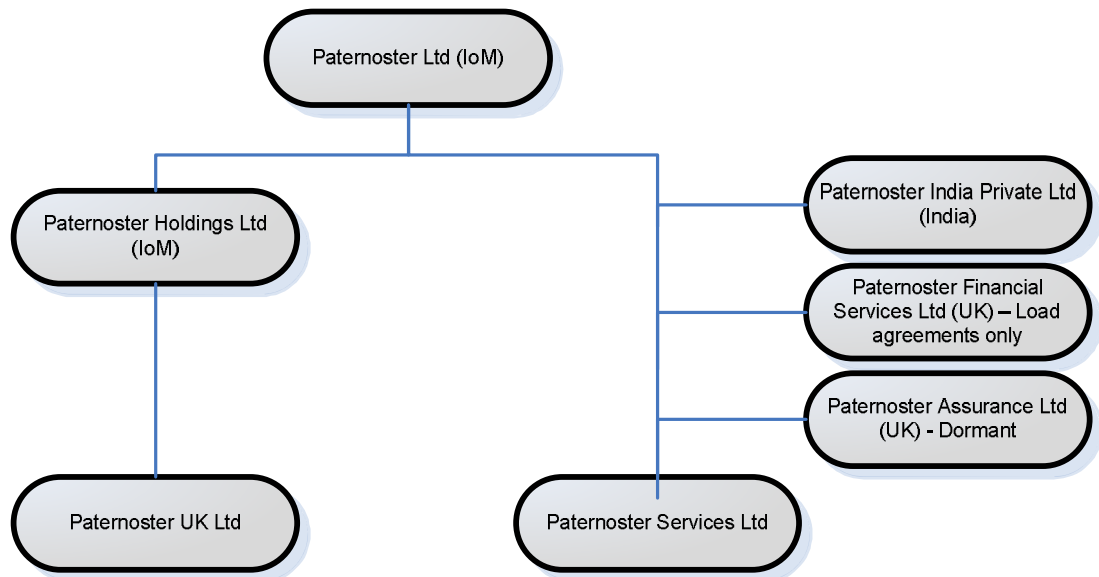 Paternoster Ltd (IoM)
Paternoster Holdings Ltd
(IoM)
Paternoster India Private Ltd
(India)
Paternoster Financial
Services Ltd (UK) – Load
agreements only
Paternoster Assurance Ltd
(UK) - Dormant
Paternoster UK Ltd
Paternoster Services Ltd